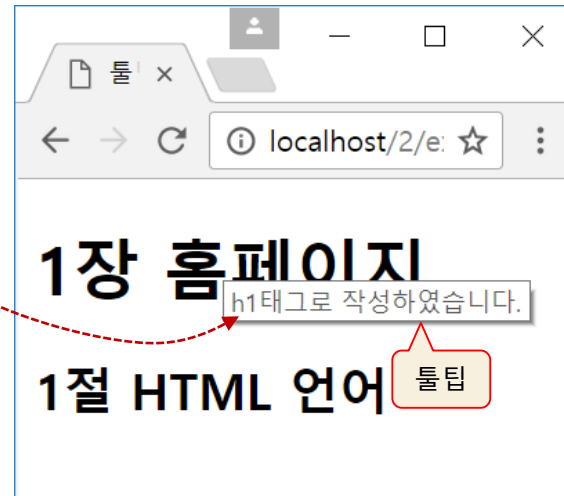 툴
localhost/2/e
1장 홈페이지
h1태그로 작성하였습니다.
1절 HTML 언어
툴팁